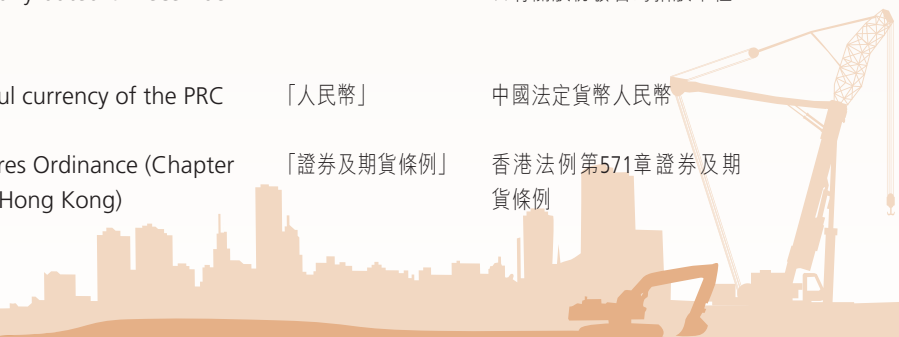 ul currency of the PRC 「人民幣」 中國法定貨幣人民幣
res Ordinance (Chapter 「證券及期貨條例」 香港法例第571章證券及期
Hong Kong) 貨條例